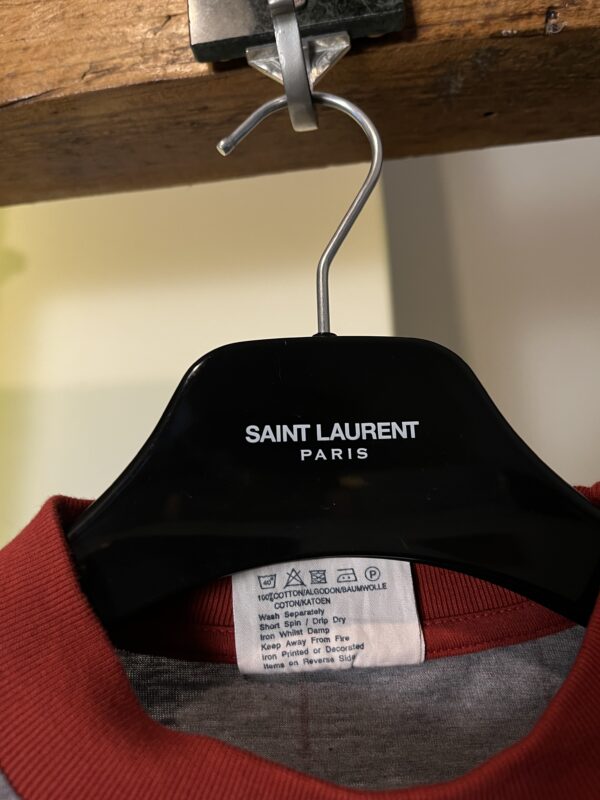 SAINT LAURENT
PARIS
40°
P
100% COTTON/ALGODON/BAUMWOLLE
COTON/KATOEN
Wash Separately
Short Spin / Drip Dry
Iron Whilst Damp
Keep Away From Fire
Iron Printed or Decorated
Items on Reverse Side